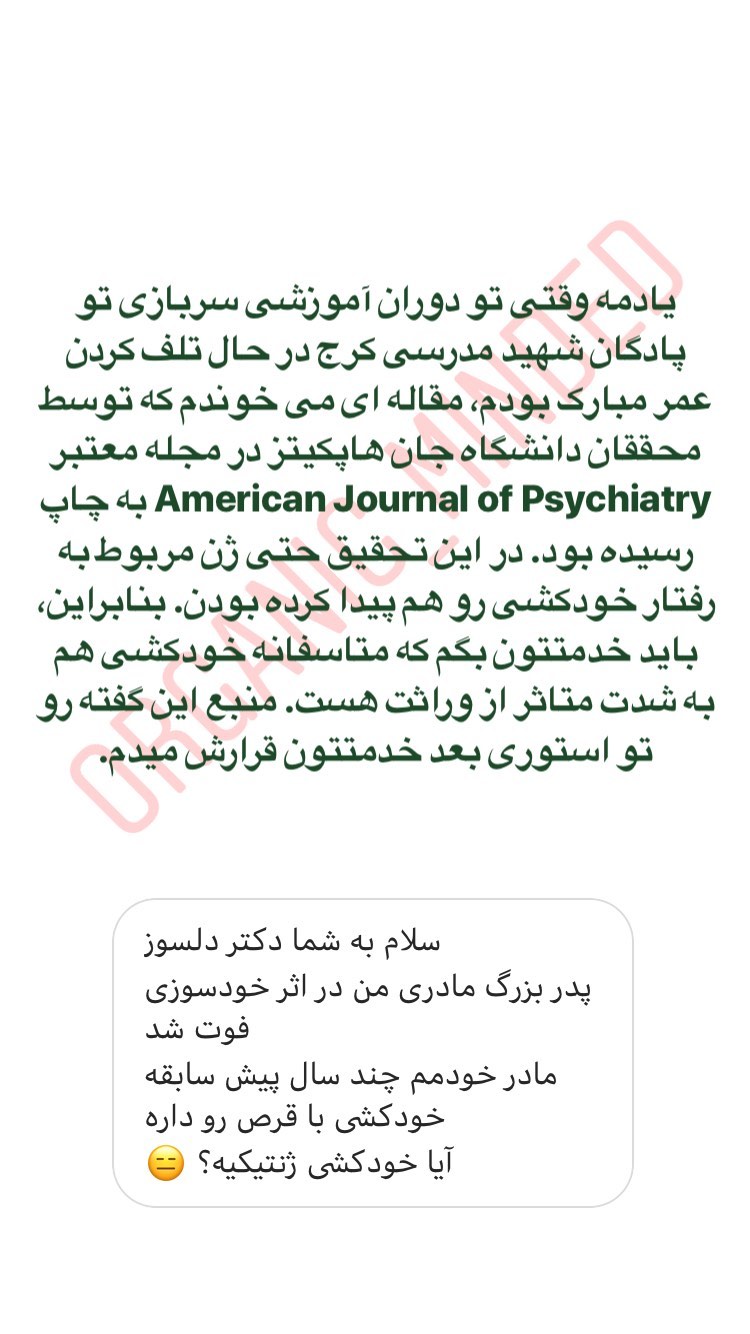 یادمه وقتی تو دوران آموزشی سربازی تو
پادگان شهید مدرسی کرج در حال تلف کردن
عمر مبارک بودم، مقاله ای می خوندم که توسط
محققان دانشگاه جان هاپکیتز در مجله معتبر
American Journal of Psychiatry به چاپ
رسیده بود. در این تحقیق حتی ژن مربوط به
رفتار خودکشی رو هم پیدا کرده بودن. بنابراین،
باید خدمتتون بگم که متاسفانه خودکشی هم
به شدت متاثر از وراثت هست. منبع این گفته رو
تو استوری بعد خدمتتون قرارش میدم.
ORGANIC_MINDED
سلام به شما دکتر دلسوز
پدر بزرگ مادری من در اثر خودسوزی
فوت شد
مادر خودمم چند سال پیش سابقه
خودکشی با قرص رو داره
آیا خودکشی ژنتیکیه؟ 😑